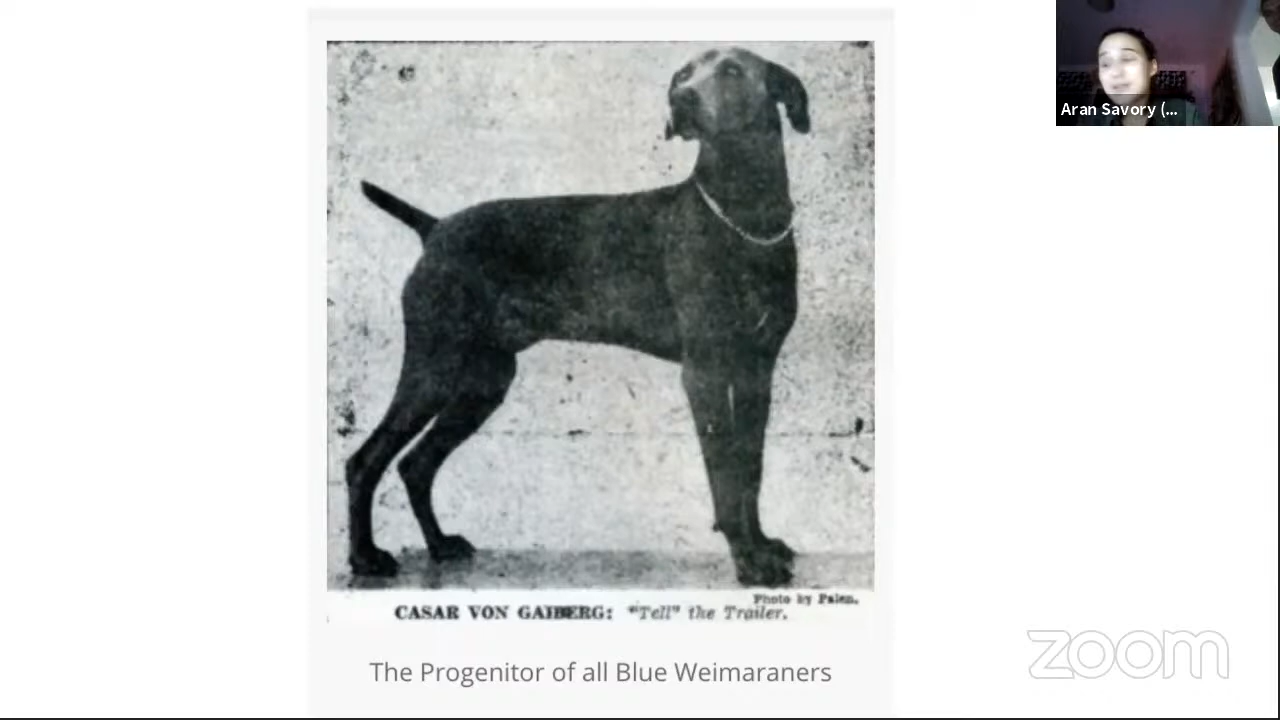 Aran Savory (...
Photo by Palen.
CASAR VON GAIBERG: "Tell" the Trailer.
The Progenitor of all Blue Weimaraners
zoom